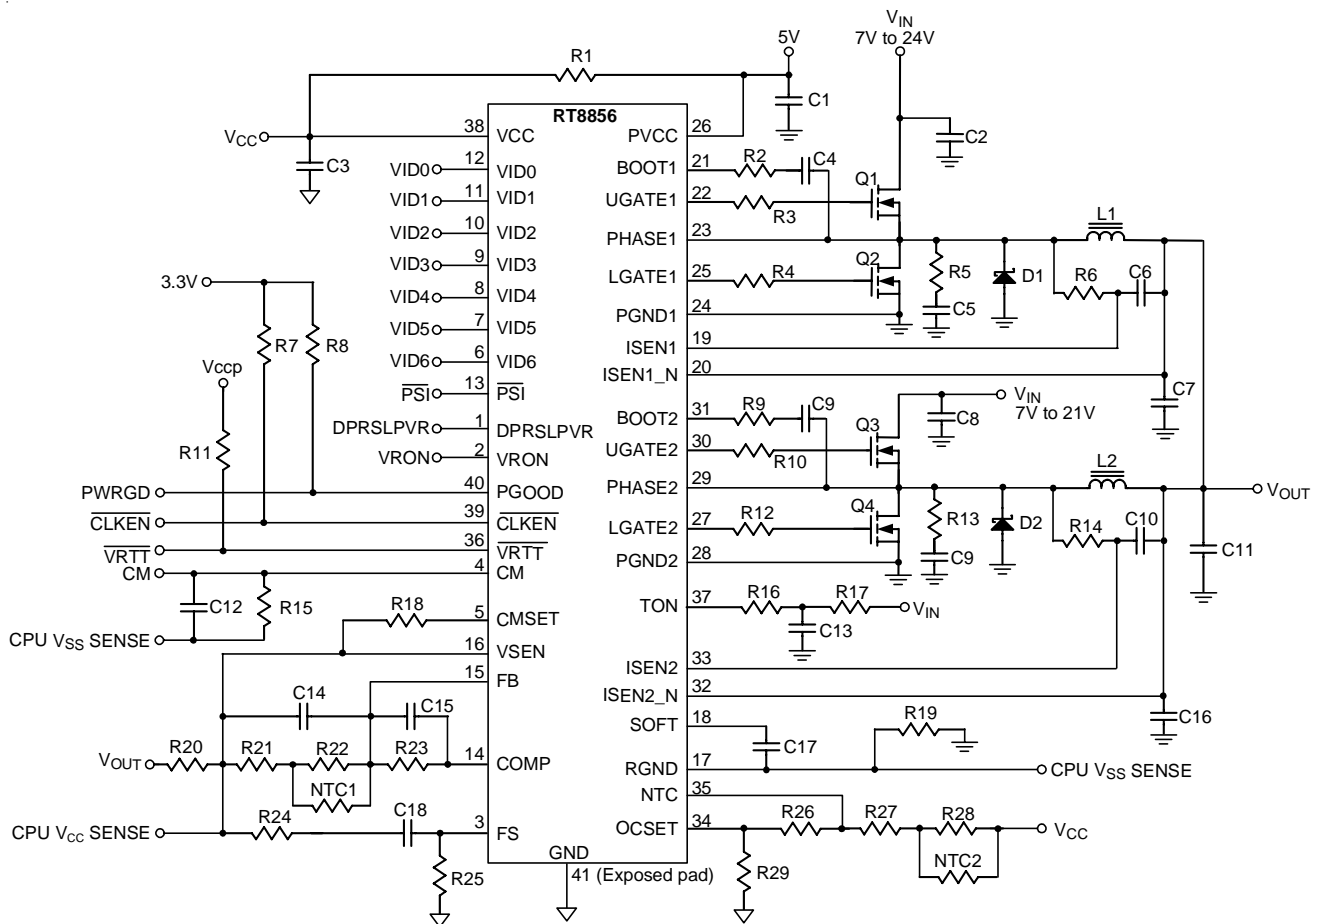 VIN
7V to 24V
5V
R1
C1
C2
RT8856
VCC
38
VCC
PVCC
26
C3
VID0
12
VID0
BOOT1
21
R2
C4
VID1
11
VID1
UGATE1
22
R3
Q1
VID2
10
VID2
PHASE1
23
L1
VID3
9
VID3
LGATE1
25
R4
Q2
R5
D1
R6
C6
3.3V
VID4
8
VID4
PGND1
24
C5
VID5
7
VID5
ISEN1
19
R7
R8
VID6
6
VID6
ISEN1_N
20
Vccp
PSI
13
PSI
C7
VIN
7V to 21V
BOOT2
31
R9
C9
C8
DPRSLPVR
1
DPRSLPVR
UGATE2
30
R10
Q3
R11
VRON
2
VRON
L2
PWRGD
40
PGOOD
PHASE2
29
VOUT
CLKEN
39
CLKEN
LGATE2
27
R12
Q4
R13
D2
R14
C10
VRTT
36
VRTT
PGND2
28
C9
C11
CM
4
CM
C12
R15
TON
37
R16
R17
VIN
C13
R18
5
CMSET
CPU VSS SENSE
16
VSEN
ISEN2
33
15
FB
ISEN2_N
32
C14
C15
SOFT
18
R19
C16
C17
VOUT
R20
R21
R22
R23
14
COMP
RGND
17
CPU VSS SENSE
NTC1
NTC
35
CPU VCC SENSE
R24
C18
3
FS
OCSET
34
R26
R27
R28
VCC
NTC2
R25
GND
41 (Exposed pad)
R29